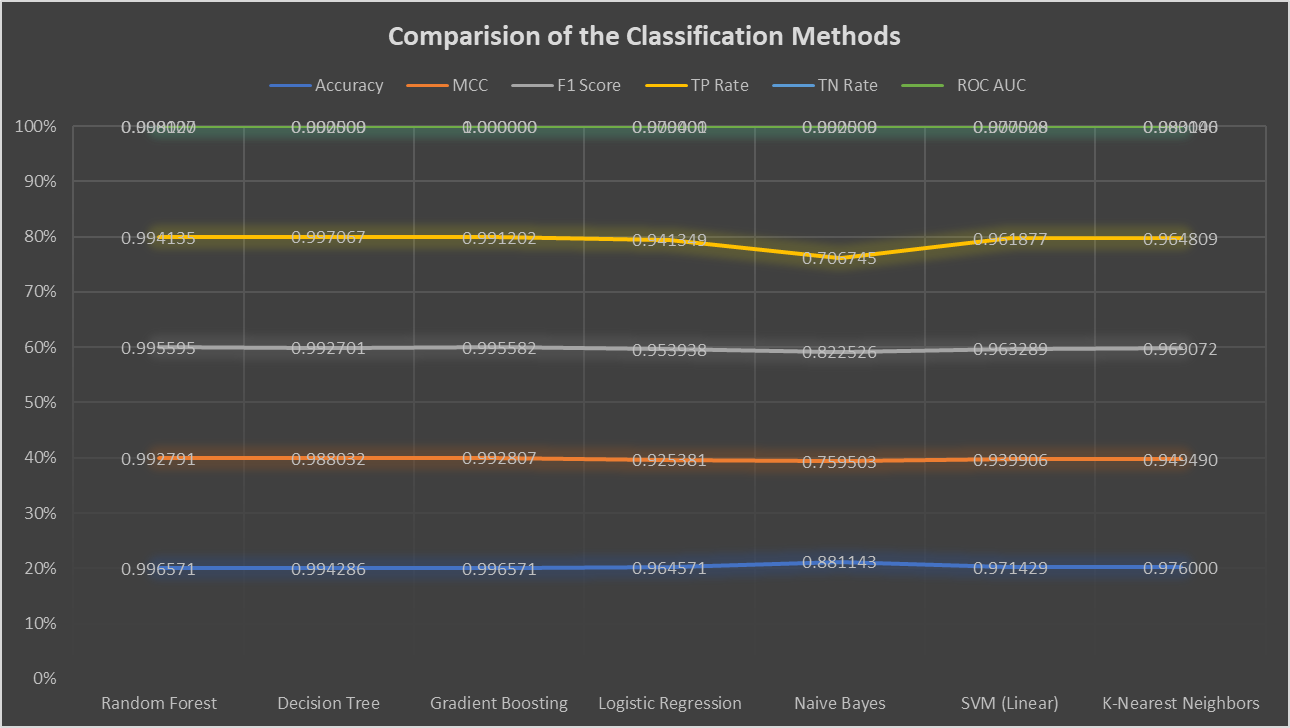 Comparision of the Classification Methods
Accuracy MCC F1 Score TP Rate TN Rate ROC AUC
100%
90%
80% 0.994135 0.997067 0.991202 0.941349 0.706745 0.961877 0.964809
70%
60% 0.995595 0.992701 0.995582 0.953938 0.822526 0.963289 0.969072
50%
40% 0.992791 0.988032 0.992807 0.925381 0.759503 0.939906 0.949490
30%
20% 0.996571 0.994286 0.996571 0.964571 0.881143 0.971429 0.976000
10%
0%
Random Forest Decision Tree Gradient Boosting Logistic Regression Naive Bayes SVM (Linear) K-Nearest Neighbors